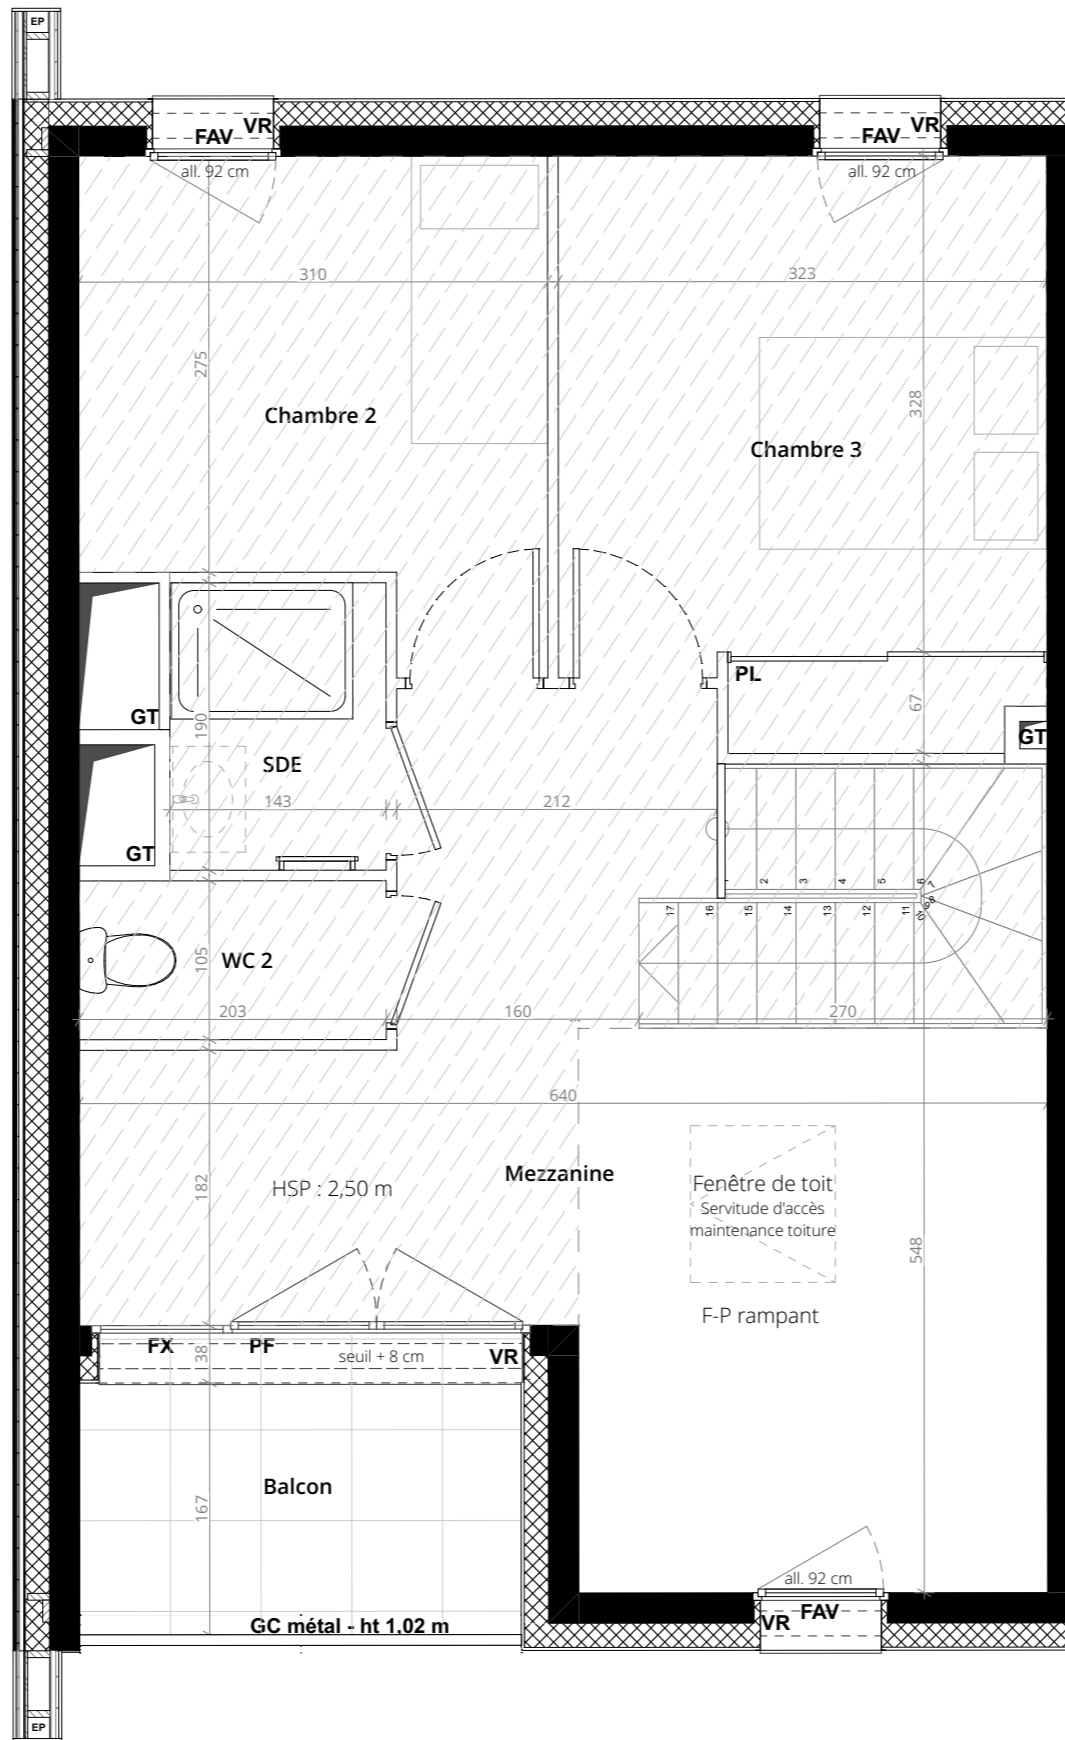 EP
FAV
VR
FAV
VR
all. 92 cm
all. 92 cm
310
323
275
328
Chambre 2
Chambre 3
PL
67
GT
GT
190
SDE
143
212
GT
1
2
3
4
5
6
7
8
9
10
11
12
13
14
15
16
17
105
WC 2
203
160
270
640
Mezzanine
182
HSP : 2,50 m
Fenêtre de toit
Servitude d'accès
maintenance toiture
548
F-P rampant
FX
PF
38
seuil + 8 cm
VR
Balcon
167
all. 92 cm
GC métal - ht 1,02 m
VR
FAV
EP